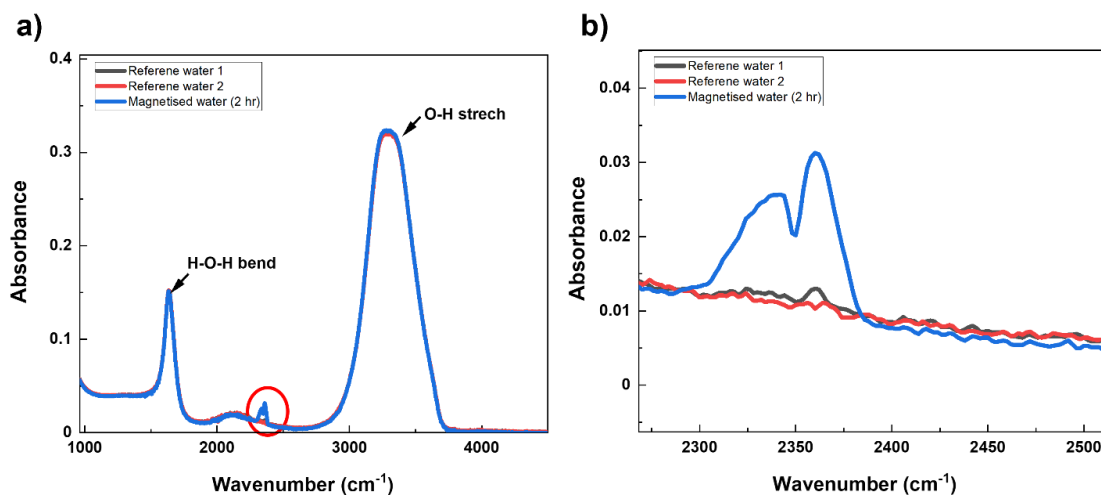 a)
Absorbance
0.4
0.3
0.2
0.1
0
Referene water 1
Referene water 2
Magnetised water (2 hr)
O-H strech
H-O-H bend
1000
2000
3000
4000
Wavenumber (cm-1)
b)
Absorbance
0.04
0.03
0.02
0.01
0
Referene water 1
Referene water 2
Magnetised water (2 hr)
2300
2350
2400
2450
2500
Wavenumber (cm-1)